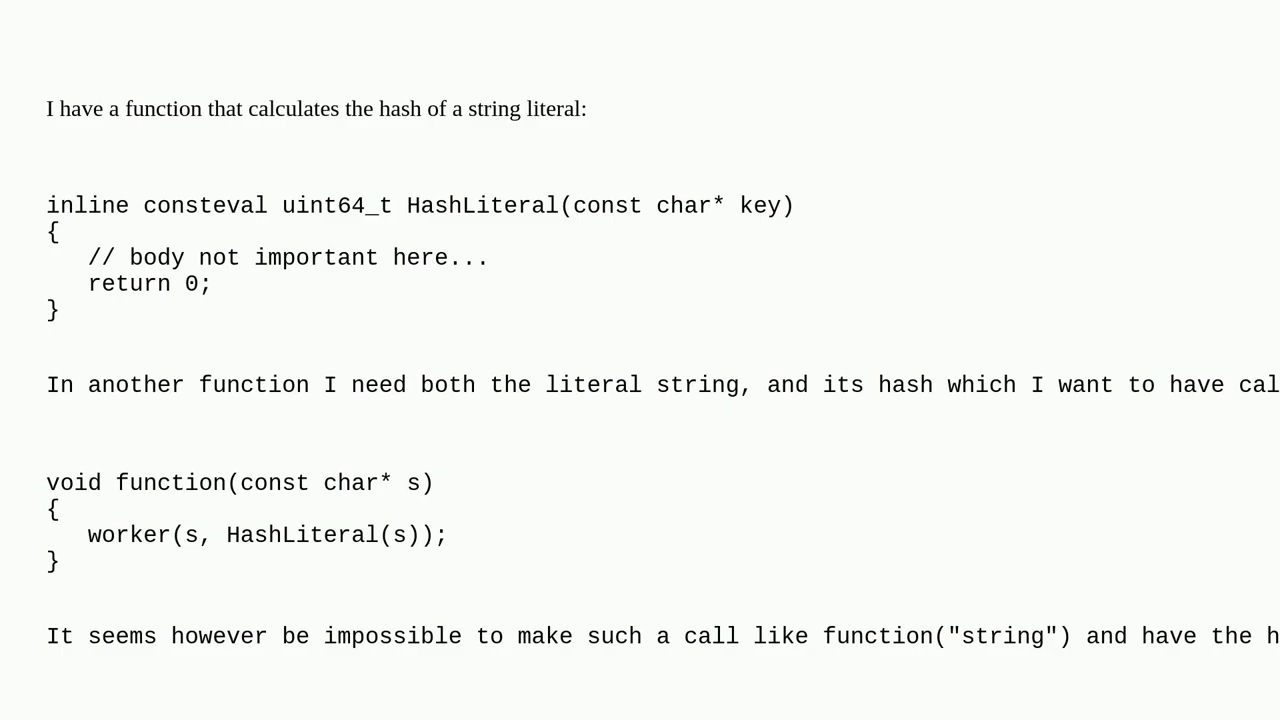 I have a function that calculates the hash of a string literal:
inline consteval uint64_t HashLiteral(const char* key)
{
   // body not important here...
   return 0;
}
In another function I need both the literal string, and its hash which I want to have
void function(const char* s)
{
   worker(s, HashLiteral(s));
}
It seems however be impossible to make such a call like function("string") and have the